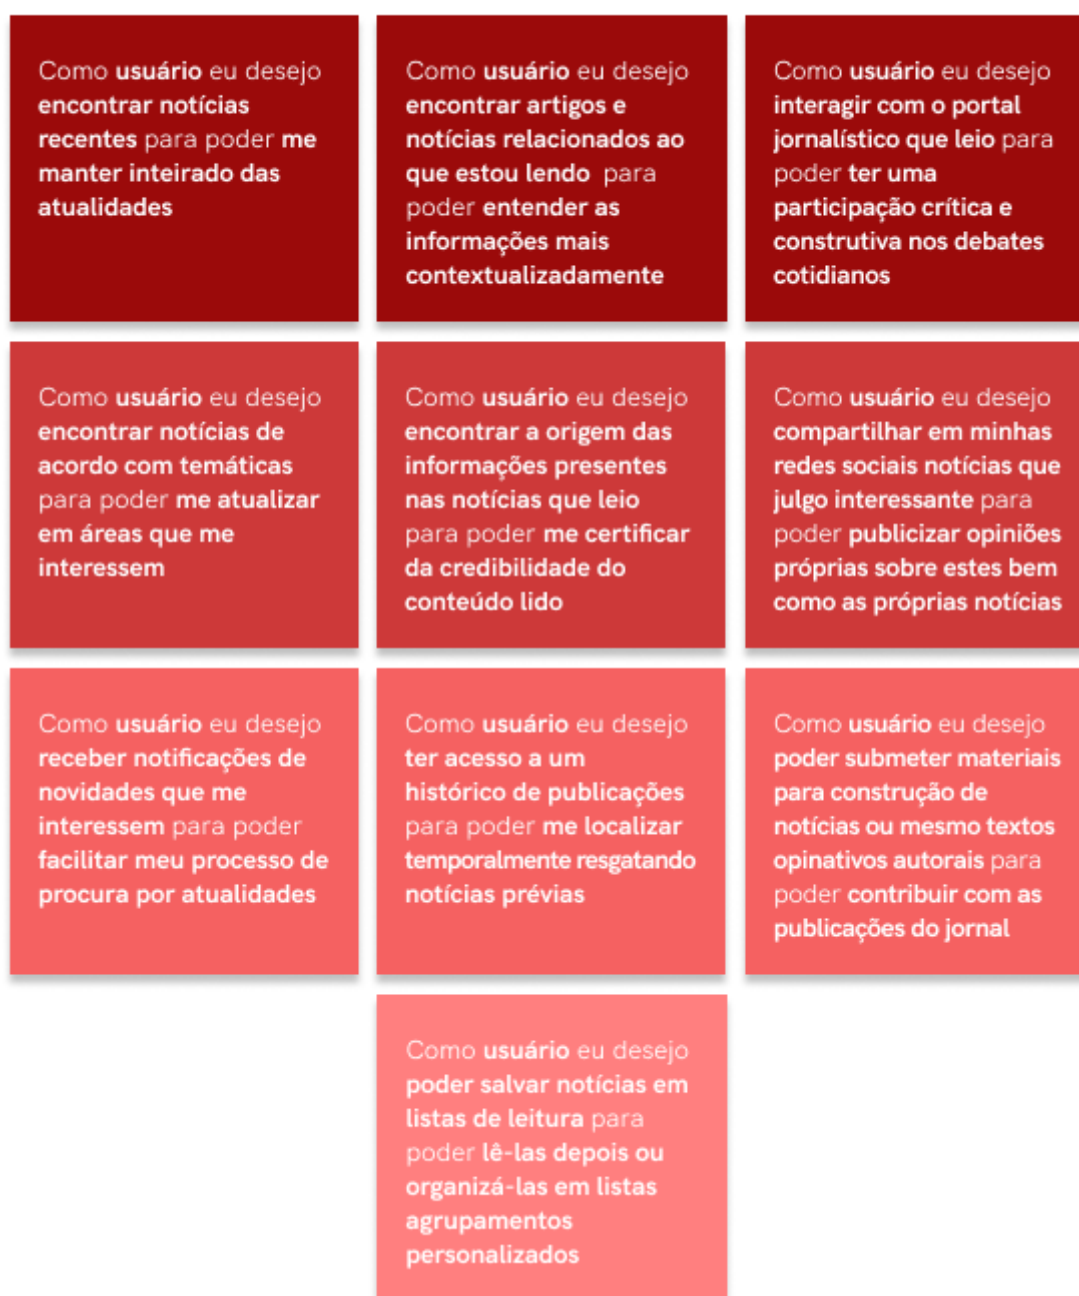 Como usuário eu desejo
encontrar notícias
recentes para poder me
manter inteirado das
atualidades
Como usuário eu desejo
encontrar artigos e
notícias relacionados ao
que estou lendo para
poder entender as
informações mais
contextualizadamente
Como usuário eu desejo
interagir com o portal
jornalístico que leio para
poder ter uma
participação crítica e
construtiva nos debates
cotidianos
Como usuário eu desejo
encontrar notícias de
acordo com temáticas
para poder me atualizar
em áreas que me
interessem
Como usuário eu desejo
encontrar a origem das
informações presentes
nas notícias que leio
para poder me certificar
da credibilidade do
conteúdo lido
Como usuário eu desejo
compartilhar em minhas
redes sociais notícias que
julgo interessante para
poder publicizar opiniões
próprias sobre estes bem
como as próprias notícias
Como usuário eu desejo
receber notificações de
novidades que me
interessem para poder
facilitar meu processo de
procura por atualidades
Como usuário eu desejo
ter acesso a um
histórico de publicações
para poder me localizar
temporalmente resgatando
notícias prévias
Como usuário eu desejo
poder submeter materiais
para construção de
notícias ou mesmo textos
opinativos autorais para
poder contribuir com as
publicações do jornal
Como usuário eu desejo
poder salvar notícias em
listas de leitura para
poder lê-las depois ou
organizá-las em listas
agrupamentos
personalizados